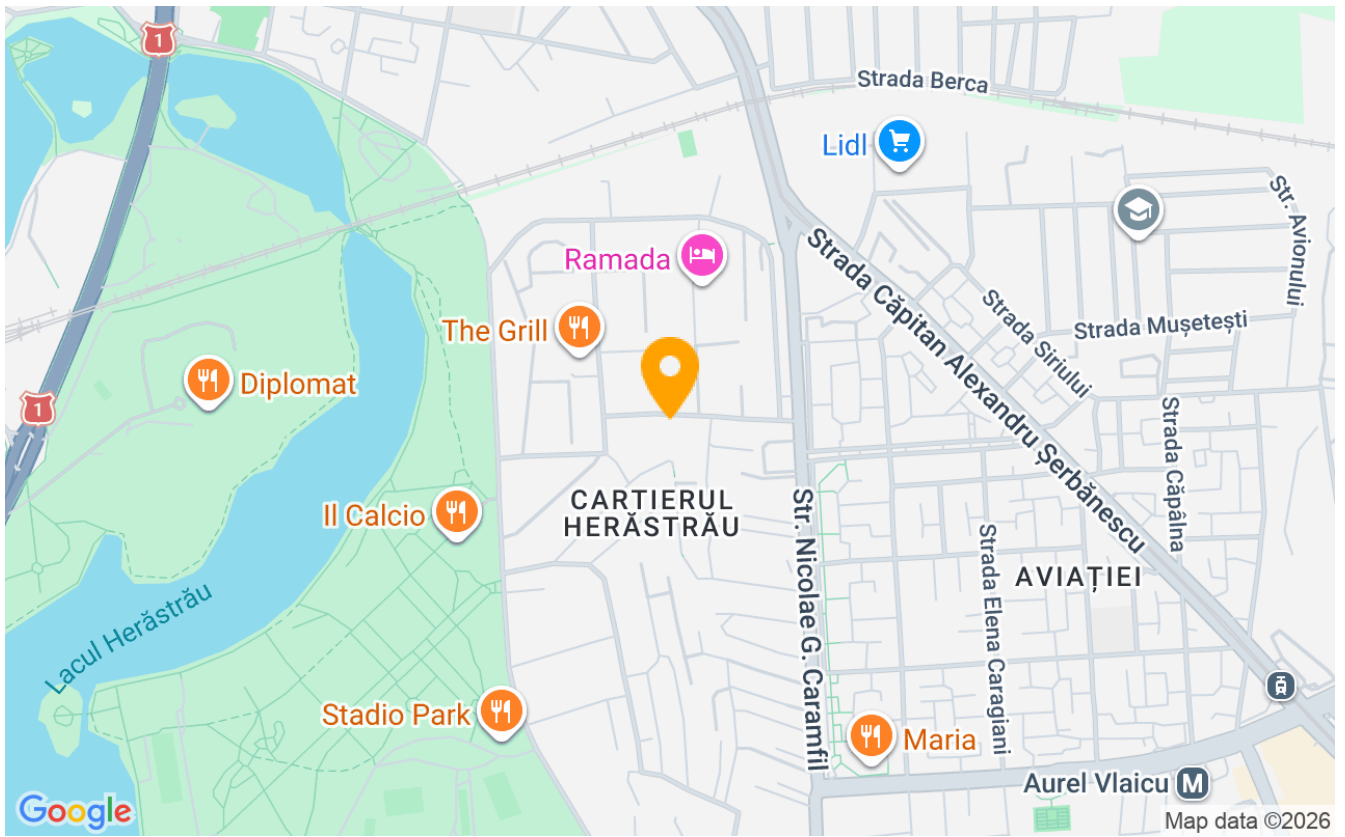 1
Strada Berca
Lidl
Str. Avionului
Ramada
Strada Căpitan Alexandru Șerbănescu
The Grill
Strada Siriului
Strada Mușetești
Diplomat
1
Strada Căpâlna
CARTIERUL
HERĂSTRĂU
Il Calcio
Str. Nicolae G. Caramfil
Strada Elena Caragiani
AVIAȚIEI
Lacul Herăstrău
Stadio Park
Maria
Aurel Vlaicu M
Google
Map data ©2026